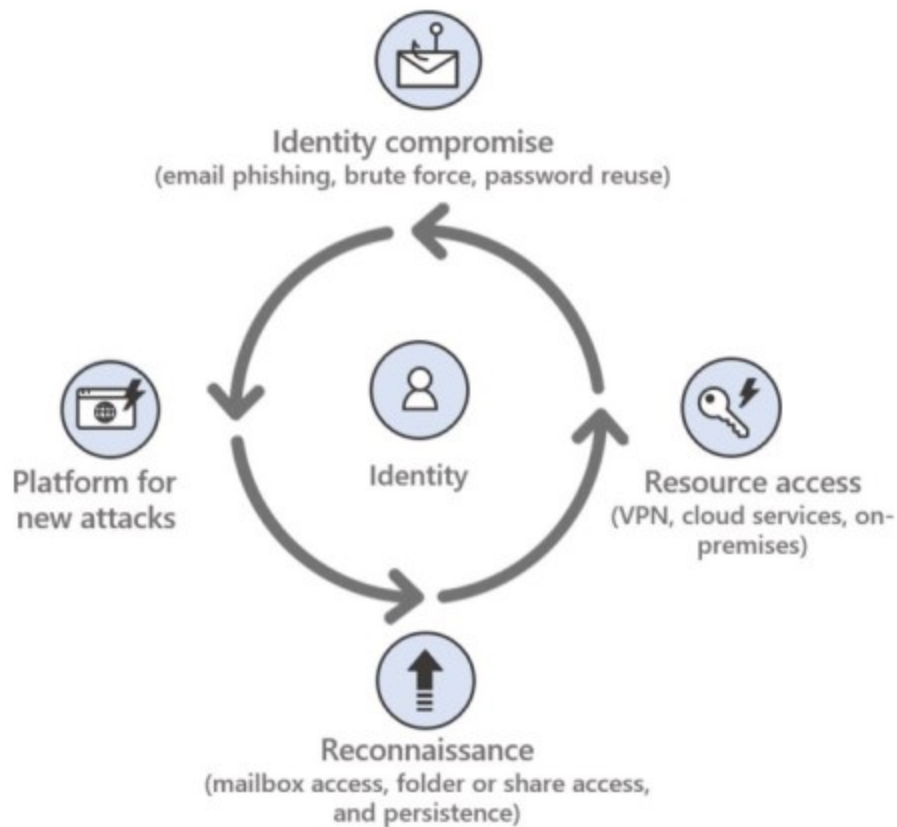 Identity compromise
(email phishing, brute force, password reuse)
Identity
Platform for
new attacks
Resource access
(VPN, cloud services, on-
premises)
Reconnaissance
(mailbox access, folder or share access,
and persistence)